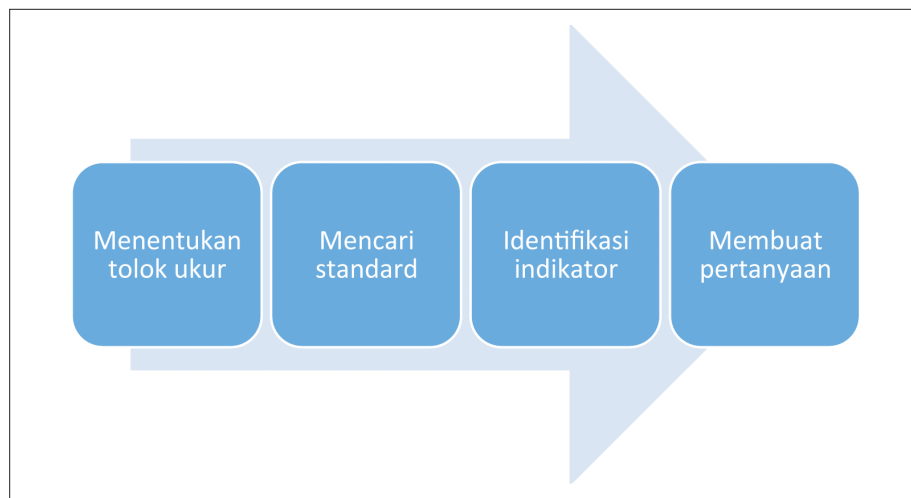 Menentukan
tolok ukur
Mencari
standard
Identifikasi
indikator
Membuat
pertanyaan